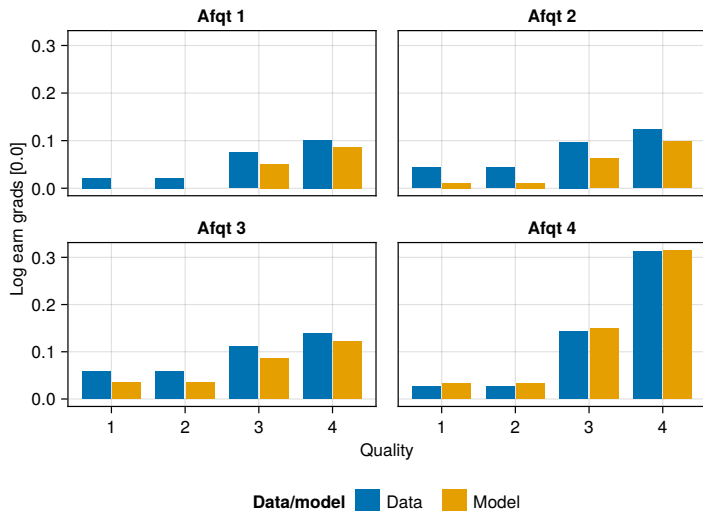 Afqt 1 Afqt 2
0.3
0.2
0.1
0.0
Log earn grads [0.0]
Afqt 3 Afqt 4
0.3
0.2
0.1
0.0
1 2 3 4 1 2 3 4
Quality
Data/model Data Model